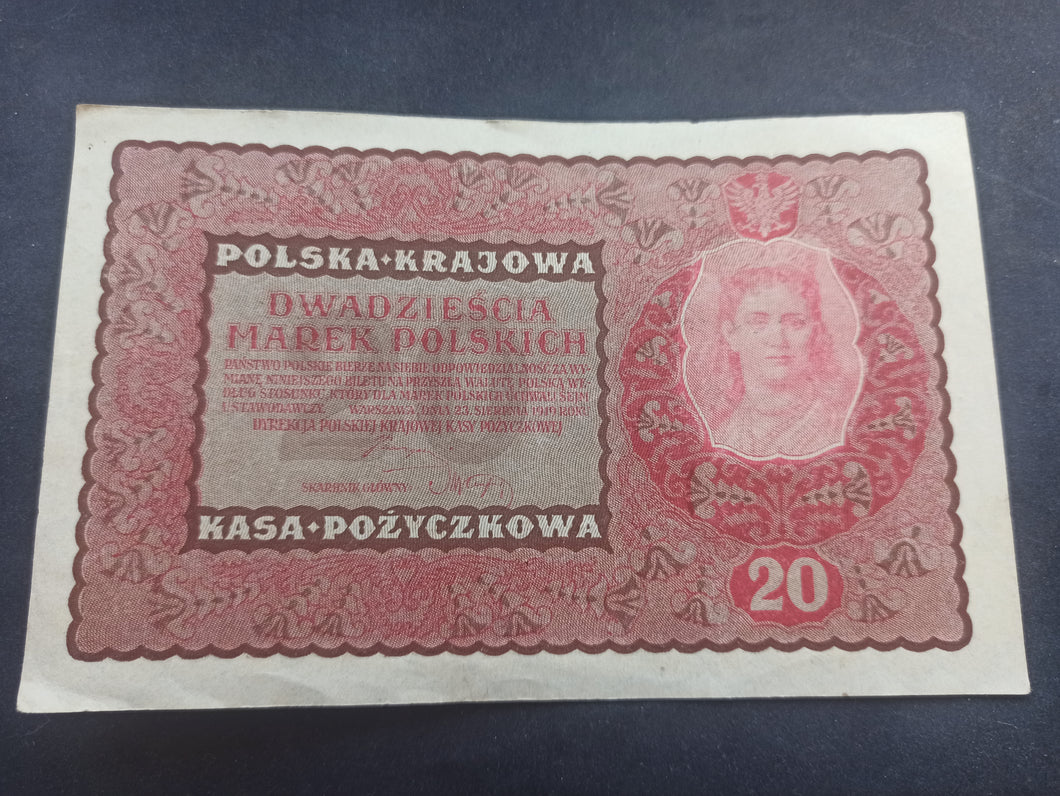 POLSKA·KRAJOWA
DWADZIEŚCIA
MAREK POLSKICH
PAŃSTWO POLSKIE BIERZE NA SIEBIE ODPOWIEDZIALNOŚĆ ZA WY-
MIANĘ NINIEJSZEGO BILETU NA PRZYSZŁĄ WALUTĘ POLSKĄ WE-
DŁUG STOSUNKU, KTÓRY DLA MAREK POLSKICH UCHWALI SEJM
USTAWODAWCZY. WARSZAWA, DNIA 23. SIERPNIA 1919 ROKU
DYREKCJA POLSKIEJ KRAJOWEJ KASY POŻYCZKOWEJ
SKARBNIK GŁÓWNY
KASA·POŻYCZKOWA
20